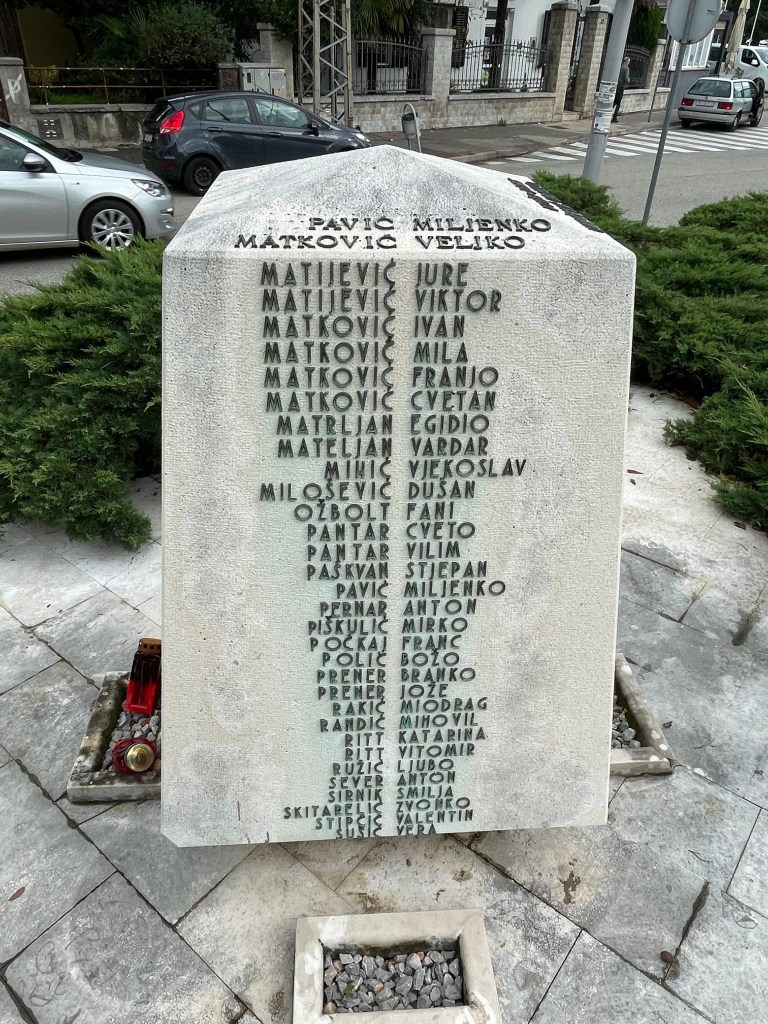 PAVIĆ MILJENKO
MATKOVIĆ VELJKO
MATIJEVIĆ JURE
MATIJEVIĆ VIKTOR
MATKOVIĆ IVAN
MATKOVIĆ MILA
MATKOVIĆ FRANJO
MATKOVIĆ CVETAN
MATRLJAN EGIDIO
MATELJAN VARDAR
MIHIĆ VJEKOSLAV
MILOŠEVIĆ DUŠAN
OŽBOLT FANI
PANTAR CVETO
PANTAR VILIM
PAŠKVAN STJEPAN
PAVIĆ MILJENKO
PERNAR ANTON
PIŠKULIĆ MIRKO
POČKAJ FRANC
POLIĆ BOŽO
PRENER BRANKO
PRENER JOŽE
RAKIĆ MIODRAG
RANDIĆ MIHOVIL
RITT KATARINA
RITT VITOMIR
RUŽIĆ LJUBO
SEVER ANTON
SIRNIK SMILJA
SKITARELIĆ ZVONKO
STIPČIĆ VALENTIN
SUŠIĆ VERA